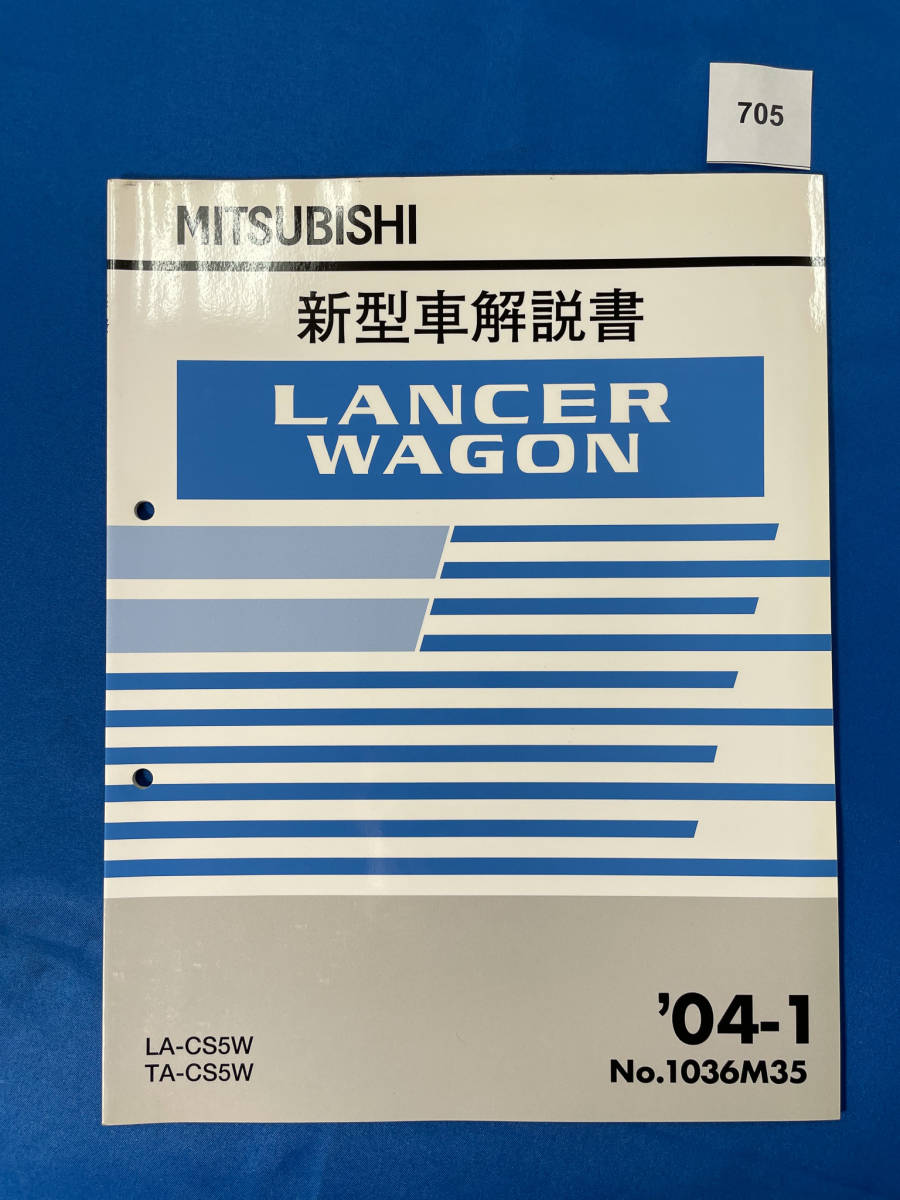 705
MITSUBISHI
新型車解説書
LANCER
WAGON
LA-CS5W
TA-CS5W
'04-1
No.1036M35